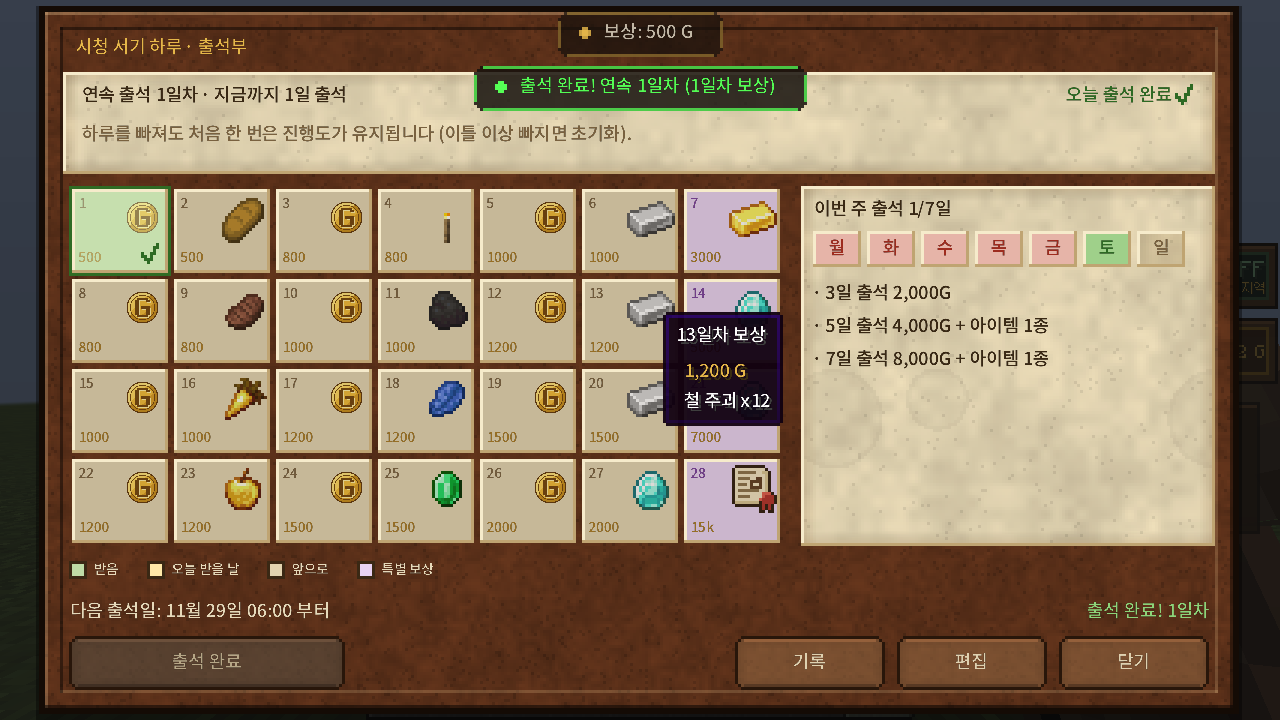 보상: 500 G
시청 서기 하루 · 출석부
출석 완료! 연속 1일차 (1일차 보상)
연속 출석 1일차 · 지금까지 1일 출석
오늘 출석 완료
하루를 빠져도 처음 한 번은 진행도가 유지됩니다 (이틀 이상 빠지면 초기화).
1 2 3 4 5 6 7
500 500 800 800 1000 1000 3000
8 9 10 11 12 13 14
800 800 1000 1000 1200 1200
13일차 보상
1,200 G
철 주괴 x12
15 16 17 18 19 20
1000 1000 1200 1200 1500 1500 7000
22 23 24 25 26 27 28
1200 1200 1500 1500 2000 2000 15k
이번 주 출석 1/7일
월 화 수 목 금 토 일
· 3일 출석 2,000G
· 5일 출석 4,000G + 아이템 1종
· 7일 출석 8,000G + 아이템 1종
FF
지역
G
받음 오늘 받을 날 앞으로 특별 보상
다음 출석일: 11월 29일 06:00 부터
출석 완료! 1일차
출석 완료 기록 편집 닫기